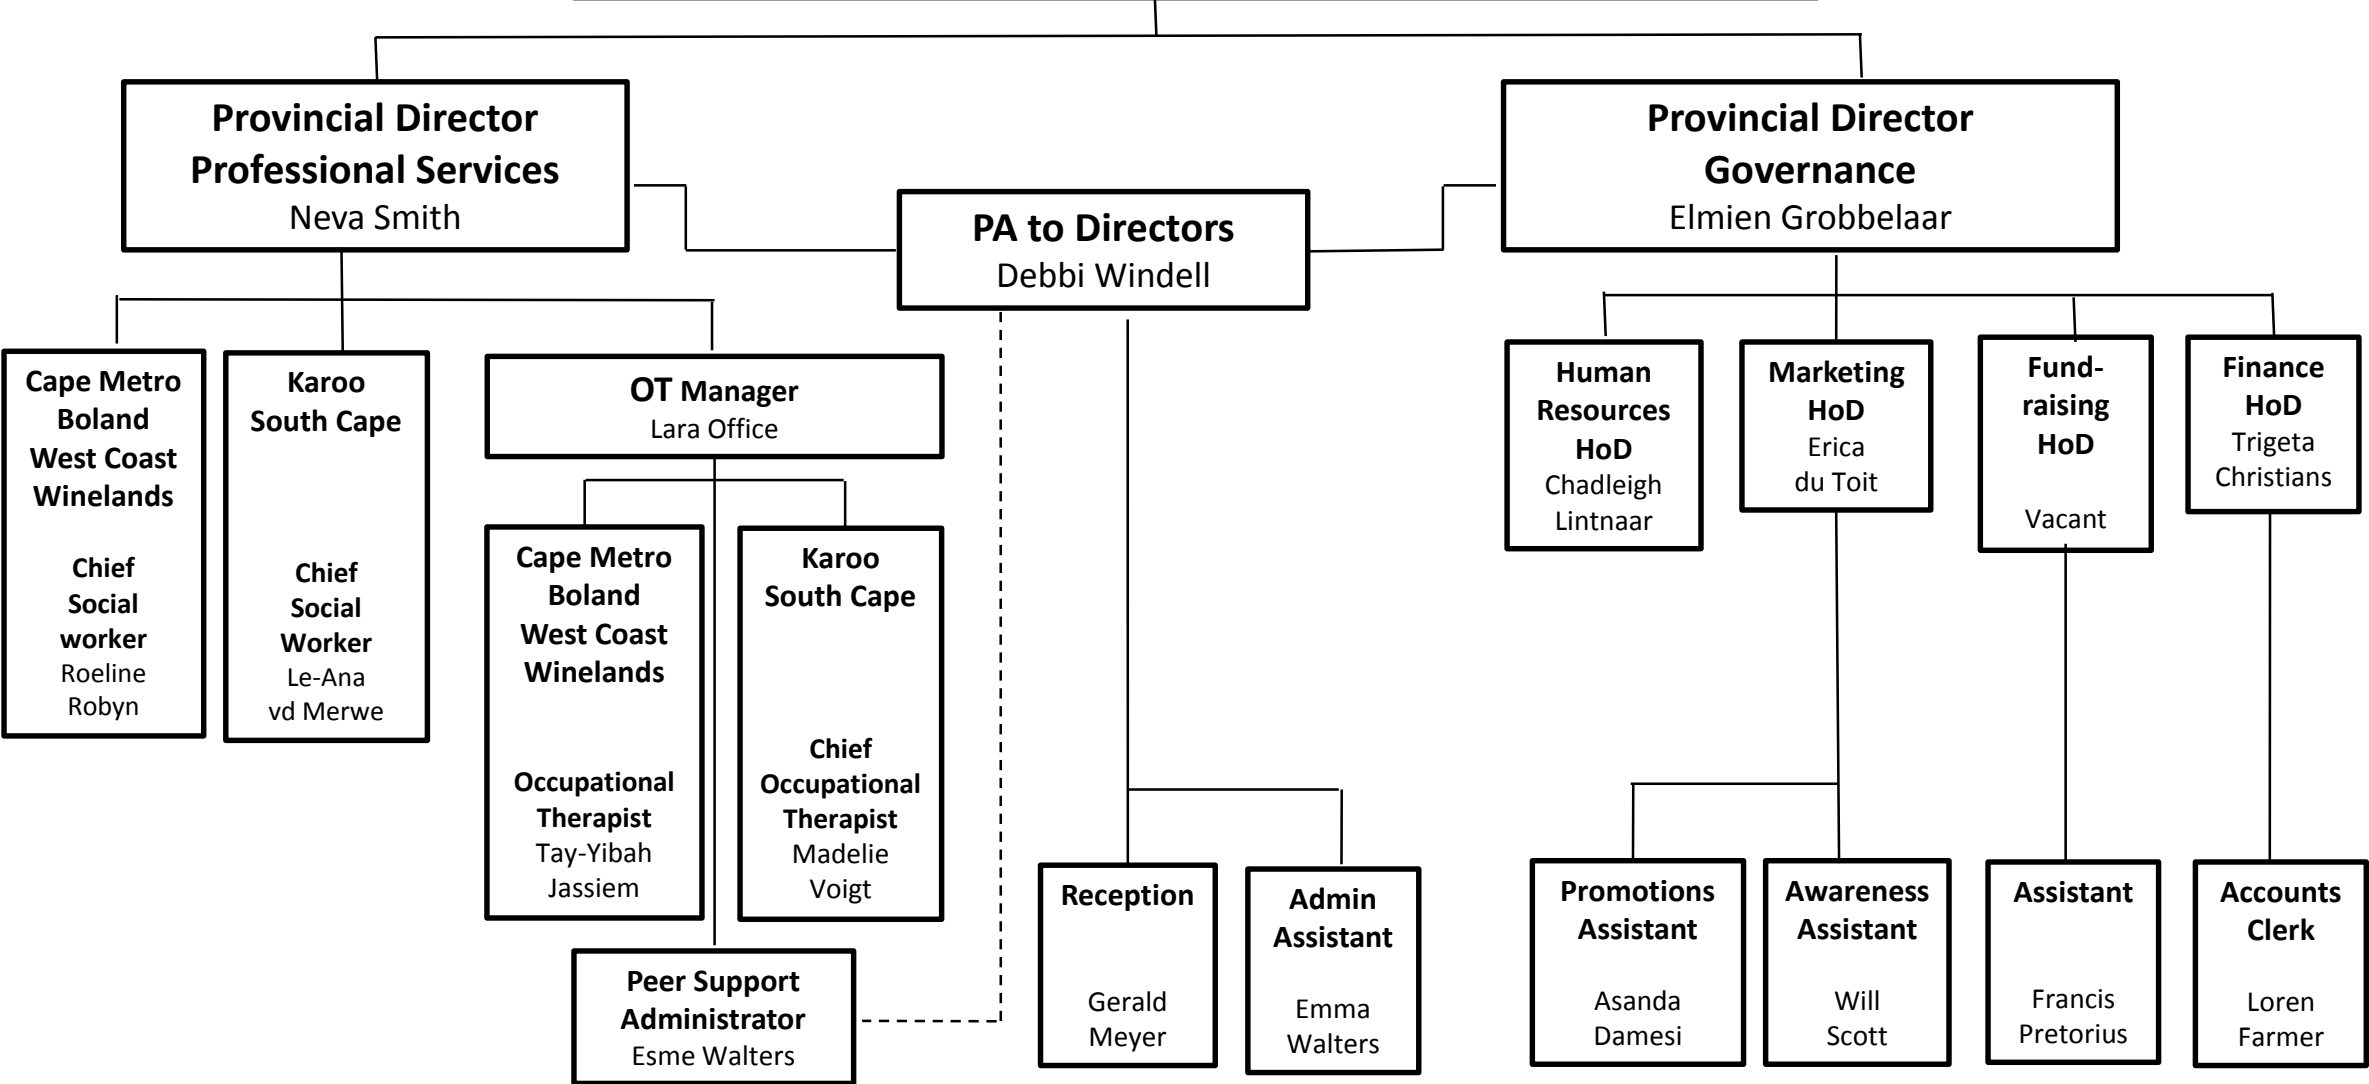 Provincial Director
Professional Services
Neva Smith
Provincial Director
Governance
Elmien Grobbelaar
PA to Directors
Debbi Windell
Cape Metro
Boland
West Coast
Winelands
Chief
Social
worker
Roeline
Robyn
Karoo
South Cape
Chief
Social
Worker
Le-Ana
vd Merwe
OT Manager
Lara Office
Human
Resources
HoD
Chadleigh
Lintnaar
Marketing
HoD
Erica
du Toit
Fund-
raising
HoD
Vacant
Finance
HoD
Trigeta
Christians
Cape Metro
Boland
West Coast
Winelands
Occupational
Therapist
Tay-Yibah
Jassiem
Karoo
South Cape
Chief
Occupational
Therapist
Madelie
Voigt
Peer Support
Administrator
Esme Walters
Reception
Gerald
Meyer
Admin
Assistant
Emma
Walters
Promotions
Assistant
Asanda
Damesi
Awareness
Assistant
Will
Scott
Assistant
Francis
Pretorius
Accounts
Clerk
Loren
Farmer